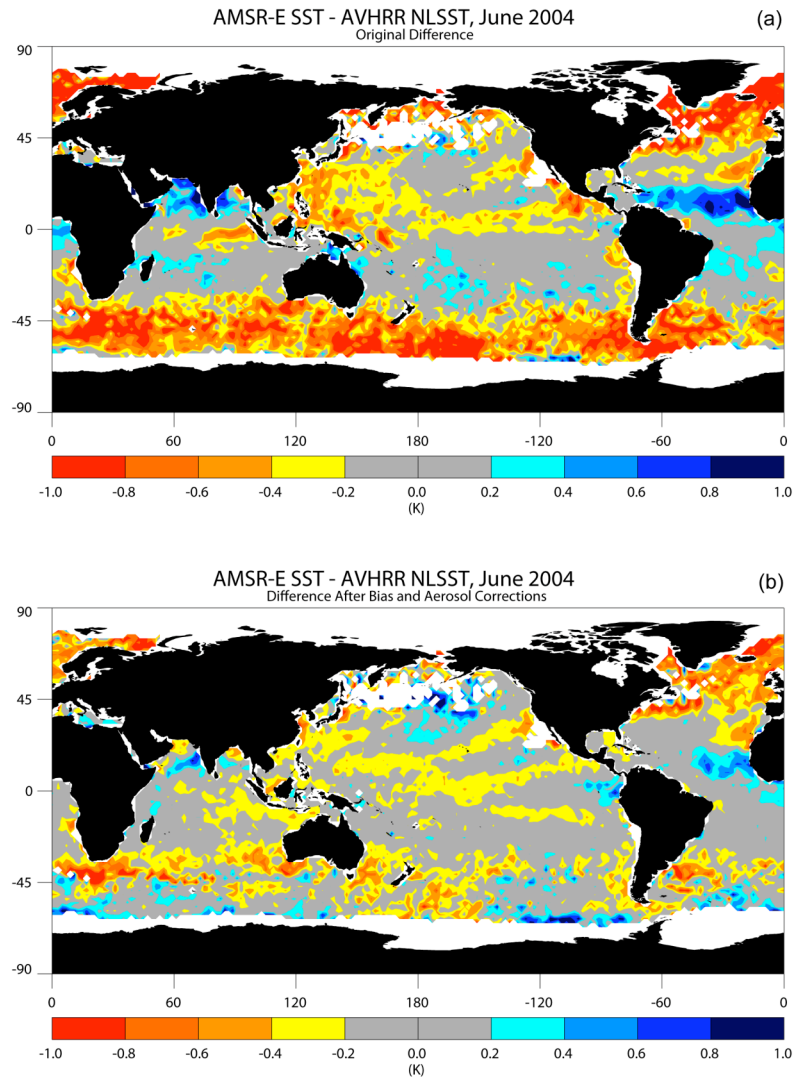 AMSR-E SST - AVHRR NLSST, June 2004
(a)
Original Difference
90
45
0
-45
-90
0 60 120 180 -120 -60 0
-1.0 -0.8 -0.6 -0.4 -0.2 0.0 0.2 0.4 0.6 0.8 1.0
(K)
AMSR-E SST - AVHRR NLSST, June 2004
(b)
Difference After Bias and Aerosol Corrections
90
45
0
-45
-90
0 60 120 180 -120 -60 0
-1.0 -0.8 -0.6 -0.4 -0.2 0.0 0.2 0.4 0.6 0.8 1.0
(K)